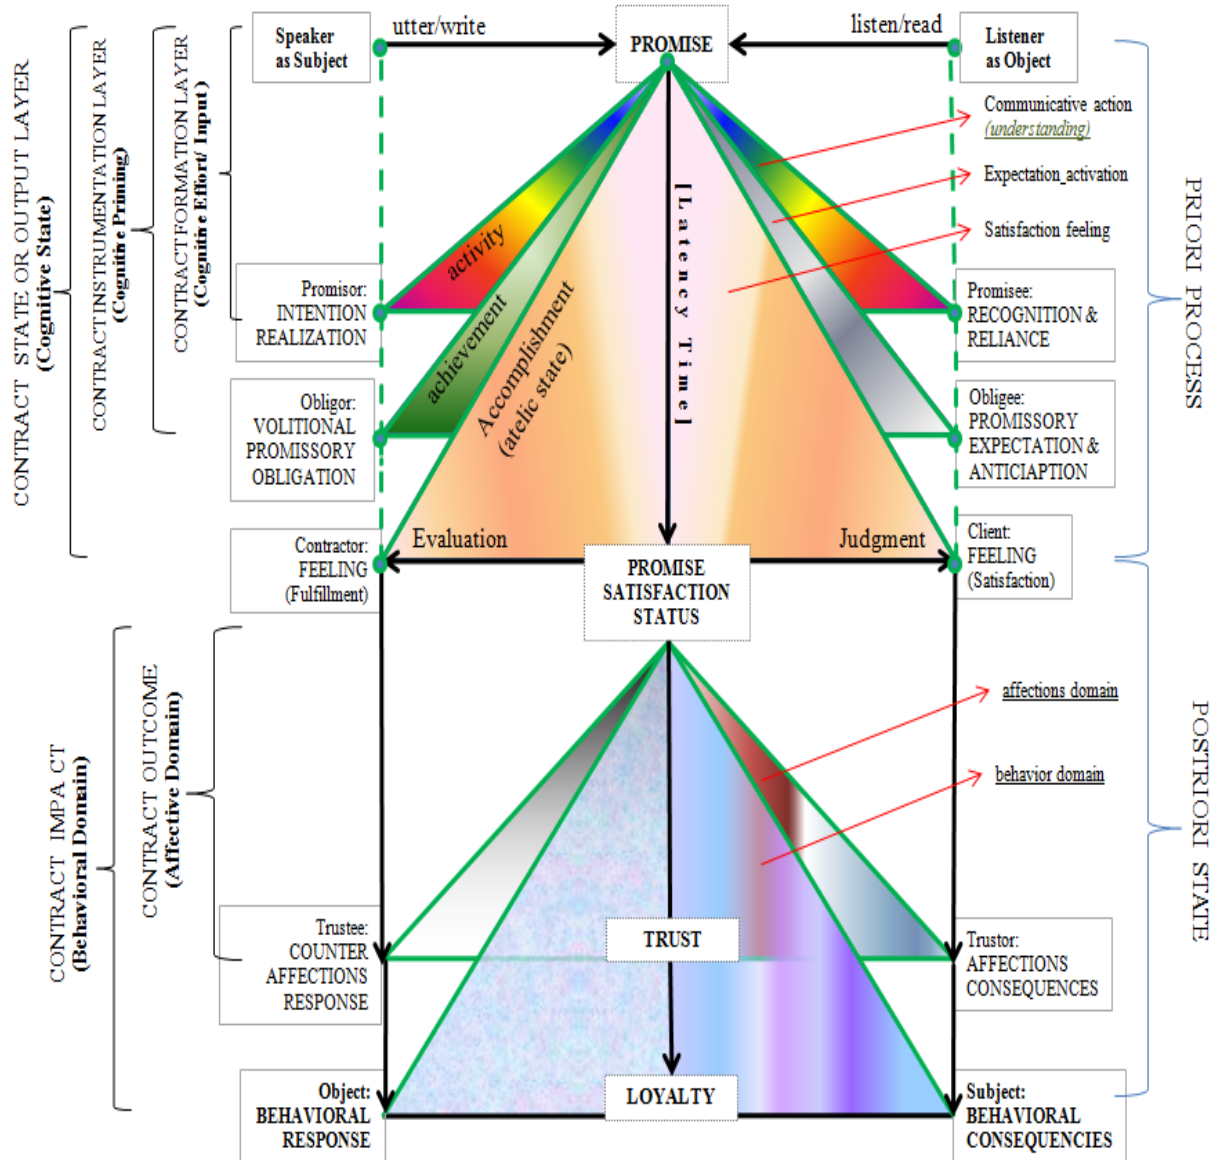 Speaker
as Subject
utter/write
PROMISE
listen/read
Listener
as Object
Communicative action
(understanding)
Expectation_activation
Satisfaction feeling
[Latency Time]
activity
achievement
Accomplishment
(atelic state)
Promisor:
INTENTION
REALIZATION
Promisee:
RECOGNITION &
RELIANCE
Obligor:
VOLITIONAL
PROMISSORY
OBLIGATION
Obligee:
PROMISSORY
EXPECTATION &
ANTICIAPTION
Contractor:
FEELING
(Fulfillment)
Evaluation
Judgment
Client:
FEELING
(Satisfaction)
PROMISE
SATISFACTION
STATUS
CONTRACT STATE OR OUTPUT LAYER
(Cognitive State)
CONTRACTINSTRUMENTATION LAYER
(Cognitive Priming)
CONTRACTFORMATION LAYER
(Cognitive Effort/ Input)
PRIORI PROCESS
affections domain
behavior domain
CONTRACT IMPA CT
(Behavioral Domain)
CONTRACT OUTCOME
(Affective Domain)
POSTRIORI STATE
Trustee:
COUNTER
AFFECTIONS
RESPONSE
TRUST
Trustor:
AFFECTIONS
CONSEQUENCES
Object:
BEHAVIORAL
RESPONSE
LOYALTY
Subject:
BEHAVIORAL
CONSEQUENCIES